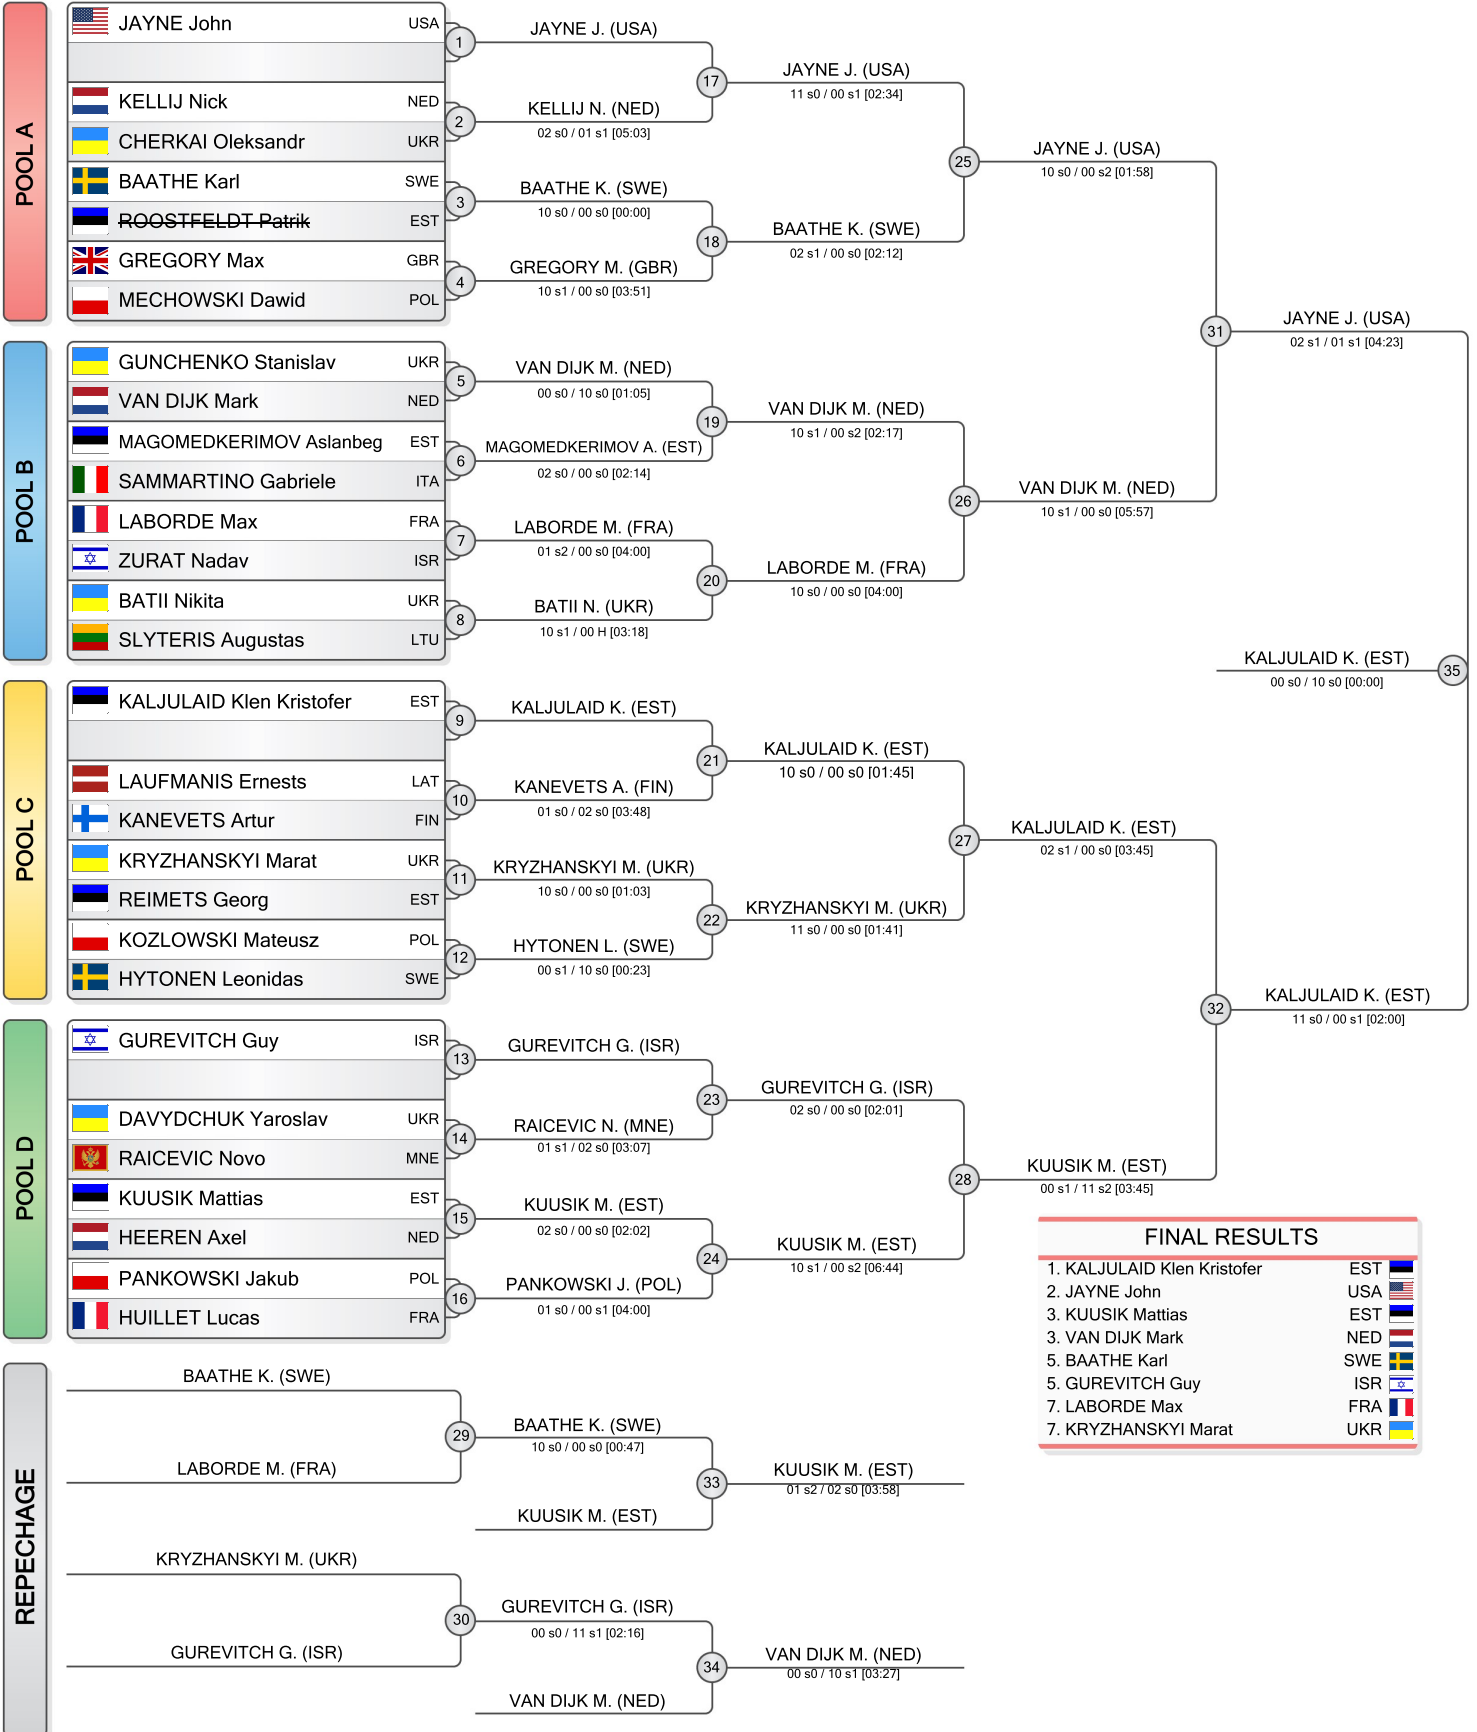 POOL A
JAYNE John USA
KELLIJ Nick NED
CHERKAI Oleksandr UKR
BAATHE Karl SWE
ROOSTFELDT Patrik EST
GREGORY Max GBR
MECHOWSKI Dawid POL
1
JAYNE J. (USA)
2
KELLIJ N. (NED)
02 s0 / 01 s1 [05:03]
3
BAATHE K. (SWE)
10 s0 / 00 s0 [00:00]
4
GREGORY M. (GBR)
10 s1 / 00 s0 [03:51]
17
JAYNE J. (USA)
11 s0 / 00 s1 [02:34]
18
BAATHE K. (SWE)
02 s1 / 00 s0 [02:12]
25
JAYNE J. (USA)
10 s0 / 00 s2 [01:58]
POOL B
GUNCHENKO Stanislav UKR
VAN DIJK Mark NED
MAGOMEDKERIMOV Aslanbeg EST
SAMMARTINO Gabriele ITA
LABORDE Max FRA
ZURAT Nadav ISR
BATII Nikita UKR
SLYTERIS Augustas LTU
5
VAN DIJK M. (NED)
00 s0 / 10 s0 [01:05]
6
MAGOMEDKERIMOV A. (EST)
02 s0 / 00 s0 [02:14]
7
LABORDE M. (FRA)
01 s2 / 00 s0 [04:00]
8
BATII N. (UKR)
10 s1 / 00 H [03:18]
19
VAN DIJK M. (NED)
10 s1 / 00 s2 [02:17]
20
LABORDE M. (FRA)
10 s0 / 00 s0 [04:00]
26
VAN DIJK M. (NED)
10 s1 / 00 s0 [05:57]
31
JAYNE J. (USA)
02 s1 / 01 s1 [04:23]
KALJULAID K. (EST)
00 s0 / 10 s0 [00:00]
35
POOL C
KALJULAID Klen Kristofer EST
LAUFMANIS Ernests LAT
KANEVETS Artur FIN
KRYZHANSKYI Marat UKR
REIMETS Georg EST
KOZLOWSKI Mateusz POL
HYTONEN Leonidas SWE
9
KALJULAID K. (EST)
10
KANEVETS A. (FIN)
01 s0 / 02 s0 [03:48]
11
KRYZHANSKYI M. (UKR)
10 s0 / 00 s0 [01:03]
12
HYTONEN L. (SWE)
00 s1 / 10 s0 [00:23]
21
KALJULAID K. (EST)
10 s0 / 00 s0 [01:45]
22
KRYZHANSKYI M. (UKR)
11 s0 / 00 s0 [01:41]
27
KALJULAID K. (EST)
02 s1 / 00 s0 [03:45]
32
KALJULAID K. (EST)
11 s0 / 00 s1 [02:00]
POOL D
GUREVITCH Guy ISR
DAVYDCHUK Yaroslav UKR
RAICEVIC Novo MNE
KUUSIK Mattias EST
HEEREN Axel NED
PANKOWSKI Jakub POL
HUILLET Lucas FRA
13
GUREVITCH G. (ISR)
14
RAICEVIC N. (MNE)
01 s1 / 02 s0 [03:07]
15
KUUSIK M. (EST)
02 s0 / 00 s0 [02:02]
16
PANKOWSKI J. (POL)
01 s0 / 00 s1 [04:00]
23
GUREVITCH G. (ISR)
02 s0 / 00 s0 [02:01]
24
KUUSIK M. (EST)
10 s1 / 00 s2 [06:44]
28
KUUSIK M. (EST)
00 s1 / 11 s2 [03:45]
FINAL RESULTS
1. KALJULAID Klen Kristofer EST
2. JAYNE John USA
3. KUUSIK Mattias EST
3. VAN DIJK Mark NED
5. BAATHE Karl SWE
5. GUREVITCH Guy ISR
7. LABORDE Max FRA
7. KRYZHANSKYI Marat UKR
REPECHAGE
BAATHE K. (SWE)
LABORDE M. (FRA)
29
BAATHE K. (SWE)
10 s0 / 00 s0 [00:47]
KUUSIK M. (EST)
33
KUUSIK M. (EST)
01 s2 / 02 s0 [03:58]
KRYZHANSKYI M. (UKR)
GUREVITCH G. (ISR)
30
GUREVITCH G. (ISR)
00 s0 / 11 s1 [02:16]
VAN DIJK M. (NED)
34
VAN DIJK M. (NED)
00 s0 / 10 s1 [03:27]